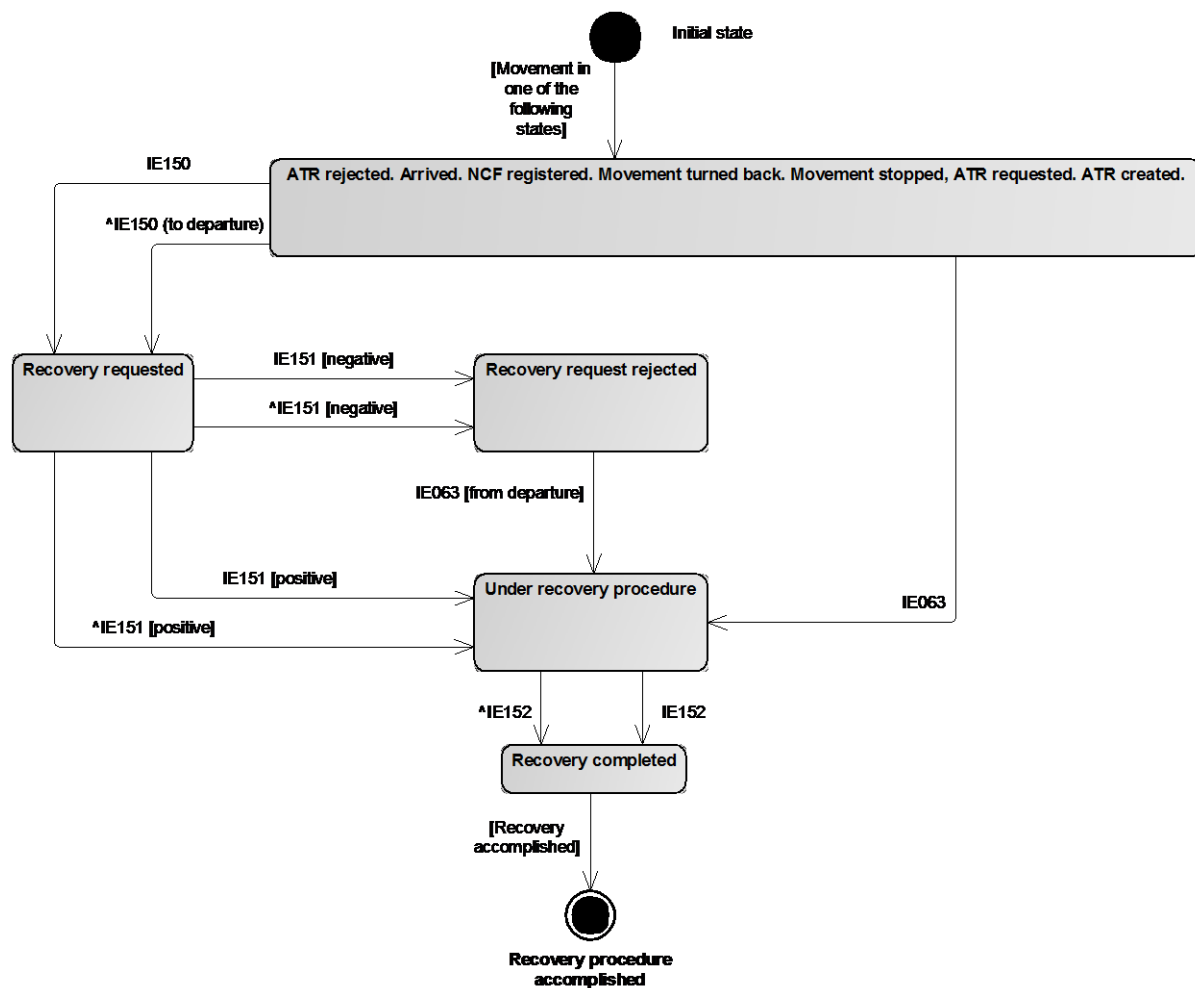 Initial state
[Movement in
one of the
following
states]
IE150
ATR rejected. Arrived. NCF registered. Movement turned back. Movement stopped, ATR requested. ATR created.
^IE150 (to departure)
Recovery requested
IE151 [negative]
Recovery request rejected
^IE151 [negative]
IE063 [from departure]
IE151 [positive]
Under recovery procedure
IE063
^IE151 [positive]
^IE152
IE152
Recovery completed
[Recovery
accomplished]
Recovery procedure
accomplished